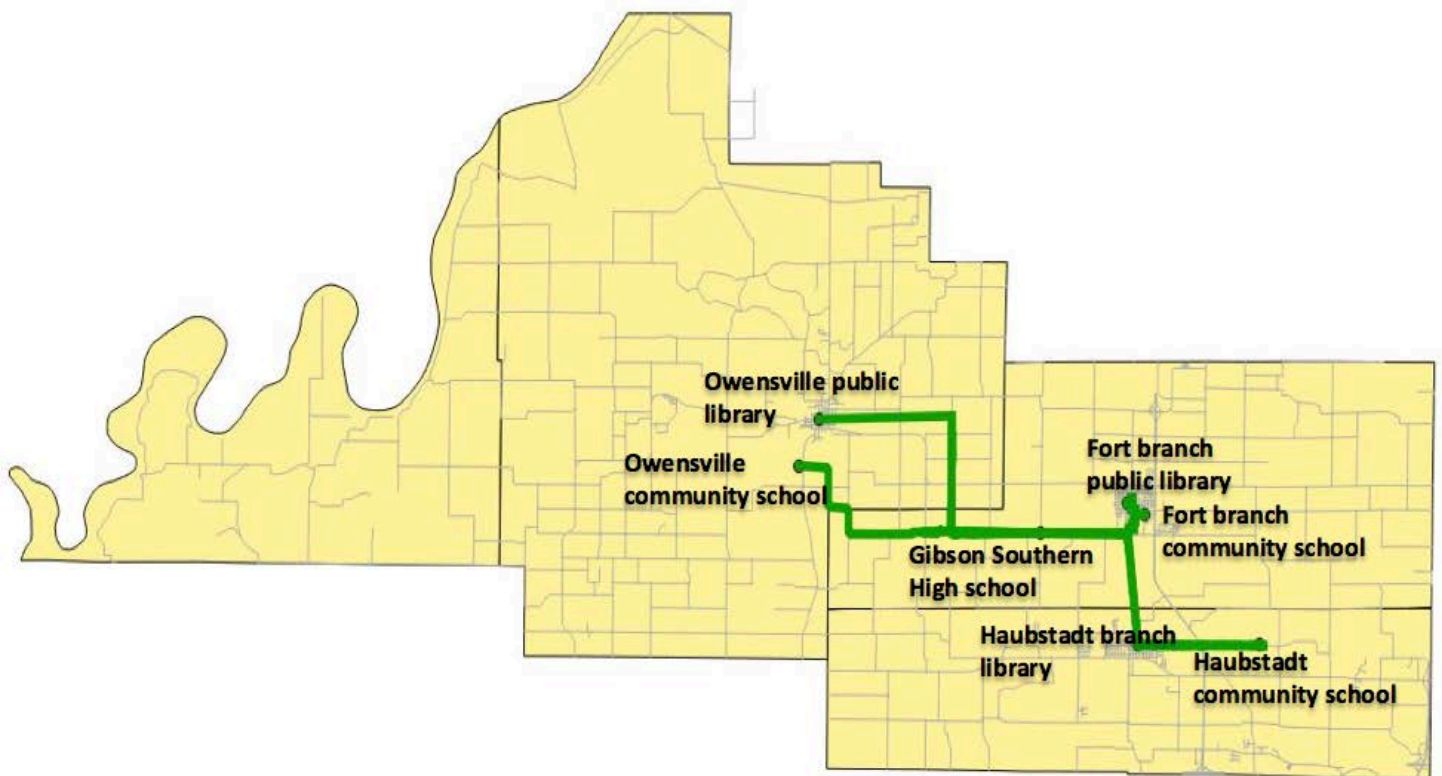 Owensville public
library
Owensville
community school
Fort branch
public library
Fort branch
community school
Gibson Southern
High school
Haubstadt branch
library
Haubstadt
community school